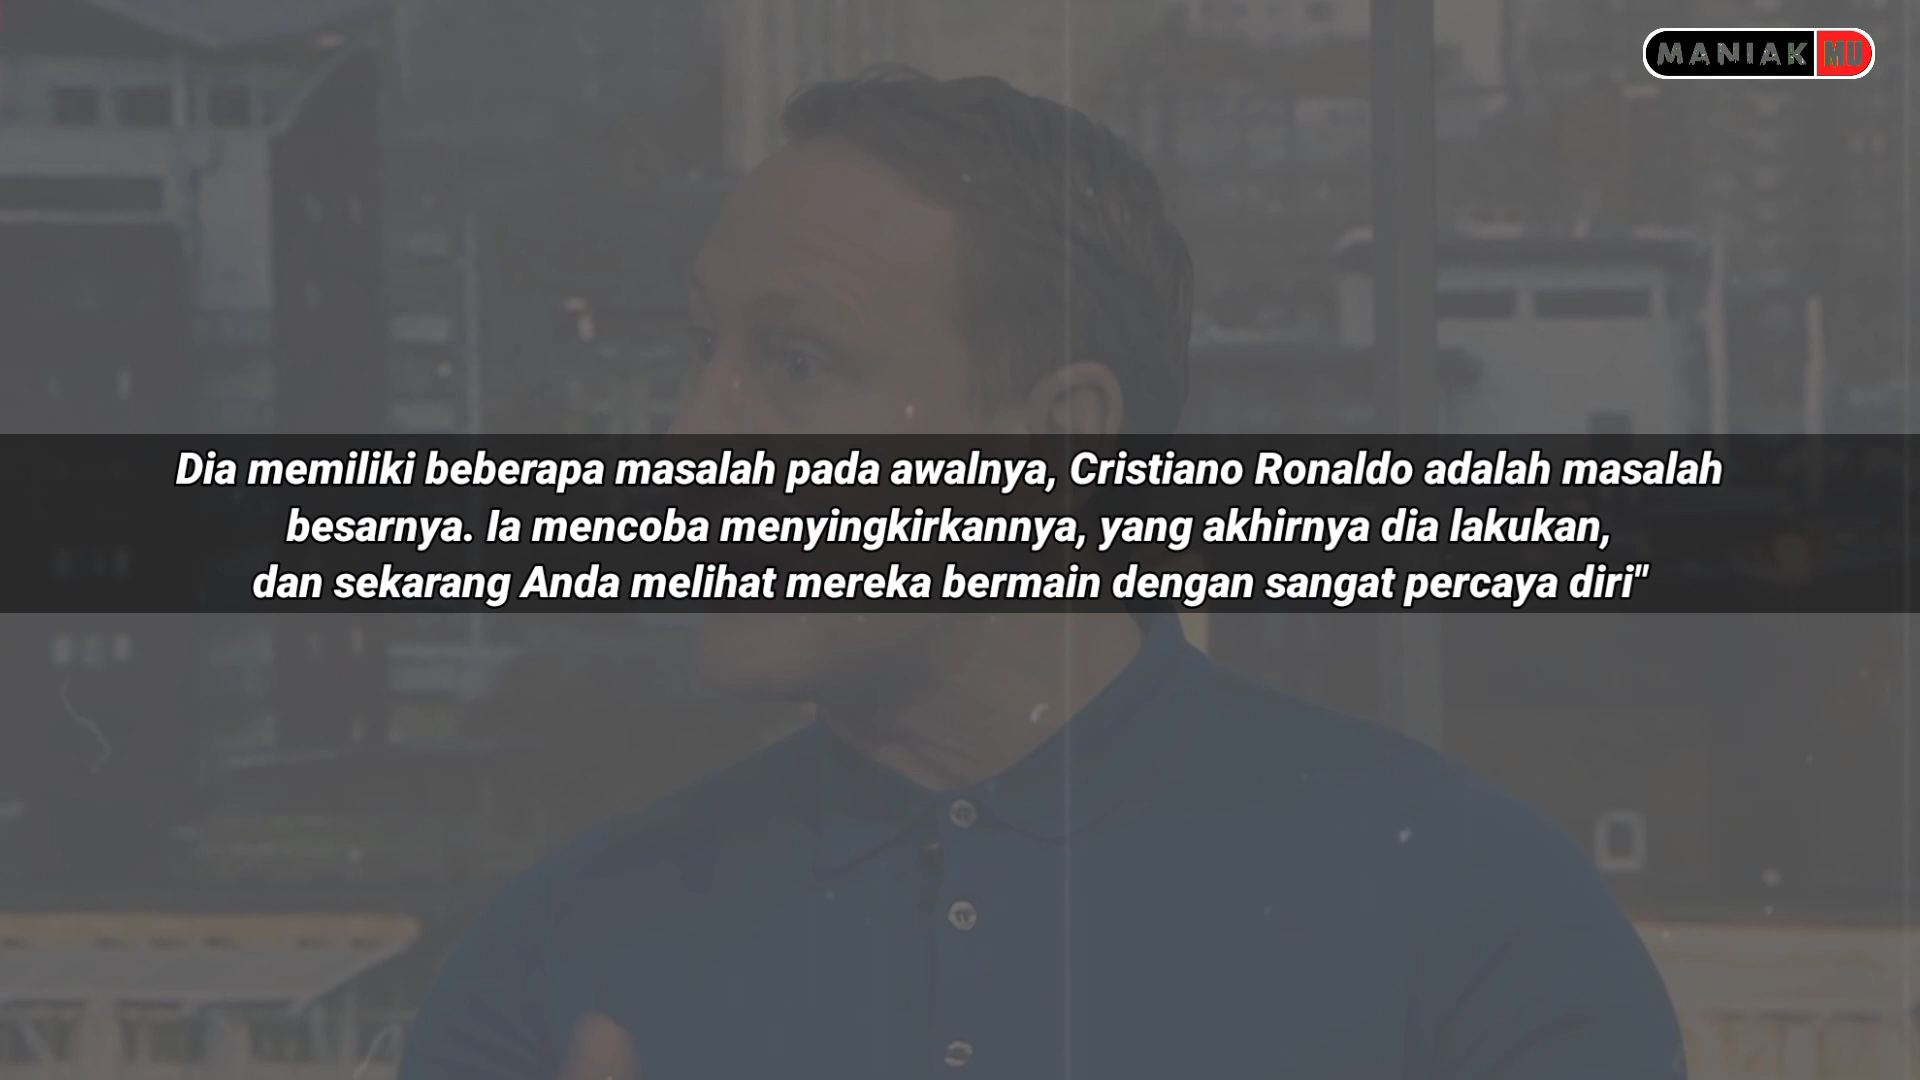 MANIAK MU
Dia memiliki beberapa masalah pada awalnya, Cristiano Ronaldo adalah masalah
besarnya. Ia mencoba menyingkirkannya, yang akhirnya dia lakukan,
dan sekarang Anda melihat mereka bermain dengan sangat percaya diri"